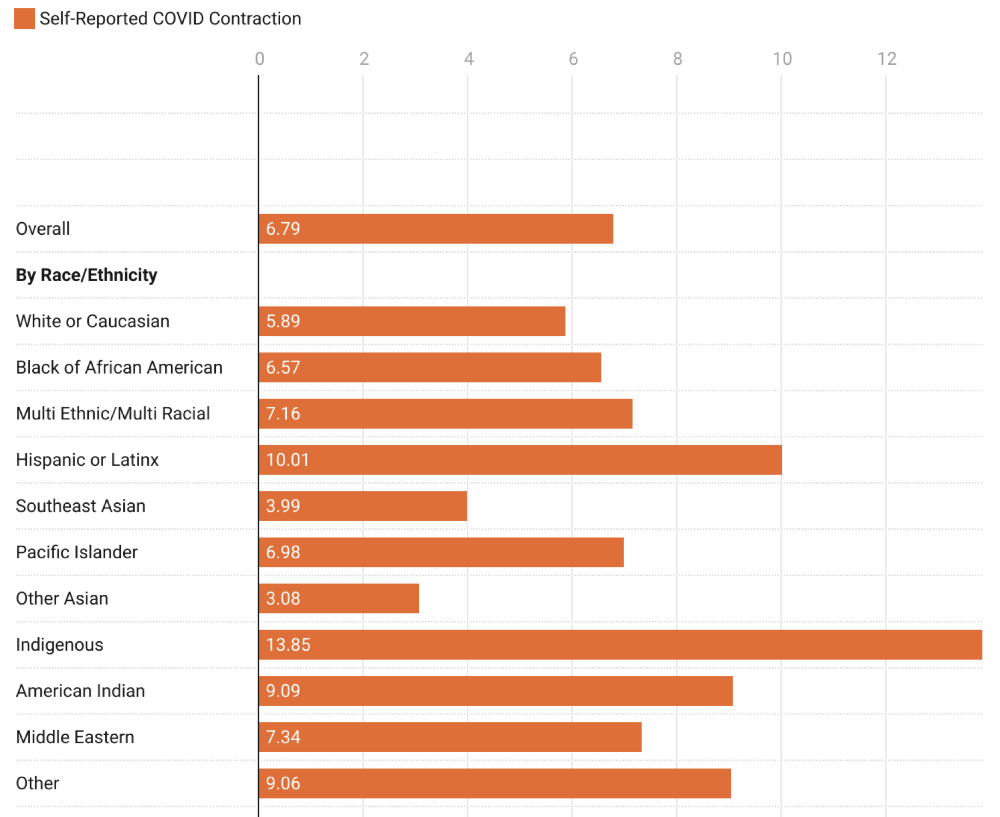 Self-Reported COVID Contraction
0 2 4 6 8 10 12
Overall 6.79
By Race/Ethnicity
White or Caucasian 5.89
Black of African American 6.57
Multi Ethnic/Multi Racial 7.16
Hispanic or Latinx 10.01
Southeast Asian 3.99
Pacific Islander 6.98
Other Asian 3.08
Indigenous 13.85
American Indian 9.09
Middle Eastern 7.34
Other 9.06